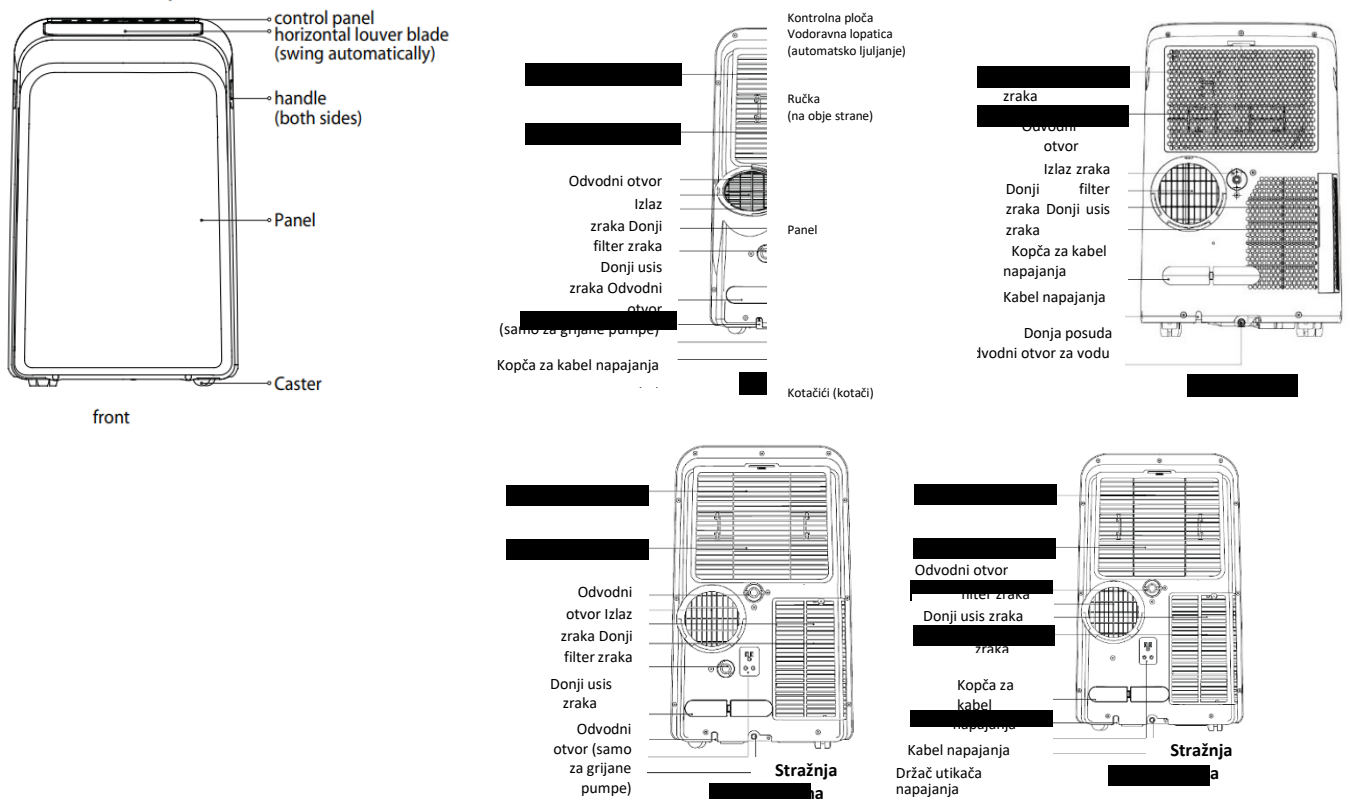 control panel
horizontal louver blade
(swing automatically)
handle
(both sides)
Panel
Caster
front
Odvodni otvor
Izlaz
zraka Donji
filter zraka
Donji usis
zraka Odvodni
otvor
(samo za grijane pumpe)
Kopča za kabel napajanja
Kontrolna ploča
Vodoravna lopatica
(automatsko ljuljanje)
Ručka
(na obje strane)
Panel
Kotačići (kotači)
zraka
Odvodni
otvor
Izlaz zraka
Donji filter
zraka Donji usis
zraka
Kopča za kabel
napajanja
Kabel napajanja
Donja posuda
dvodni otvor za vodu
Odvodni
otvor Izlaz
zraka Donji
filter zraka
Donji usis
zraka
Odvodni
otvor (samo
za grijane
pumpe)
Stražnja
Odvodni otvor
filter zraka
Donji usis zraka
zraka
Kopča za
kabel
napajanja
Kabel napajanja
Držač utikača
napajanja
Stražnja
a